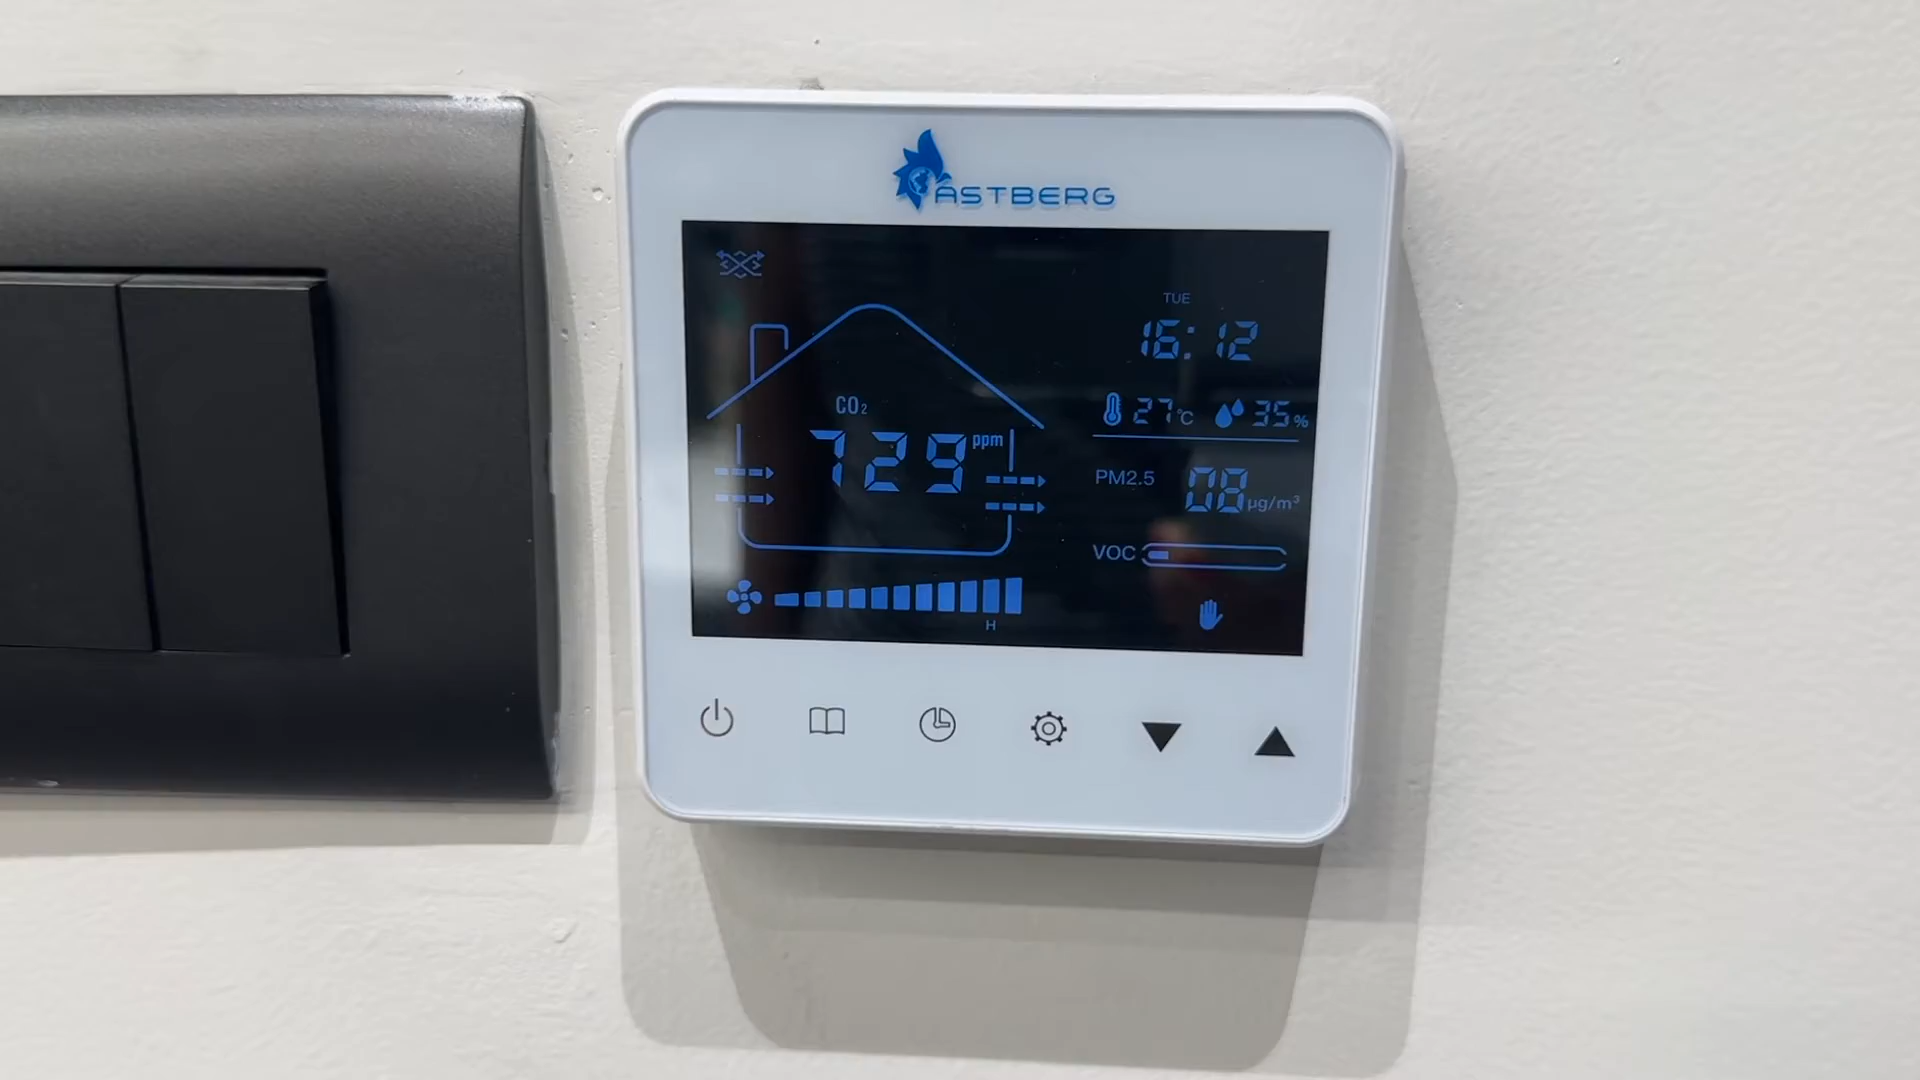 ASTBERG
TUE
16:12
27°C 35%
CO₂
729 ppm
PM2.5 08 µg/m³
VOC
H